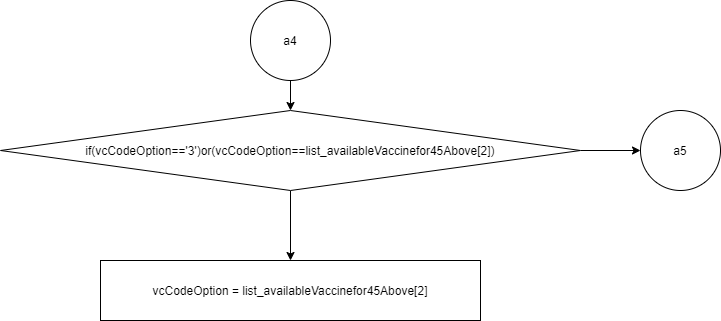 a4
if(vcCodeOption=='3')or(vcCodeOption==list_availableVaccinefor45Above[2])
a5
vcCodeOption = list_availableVaccinefor45Above[2]